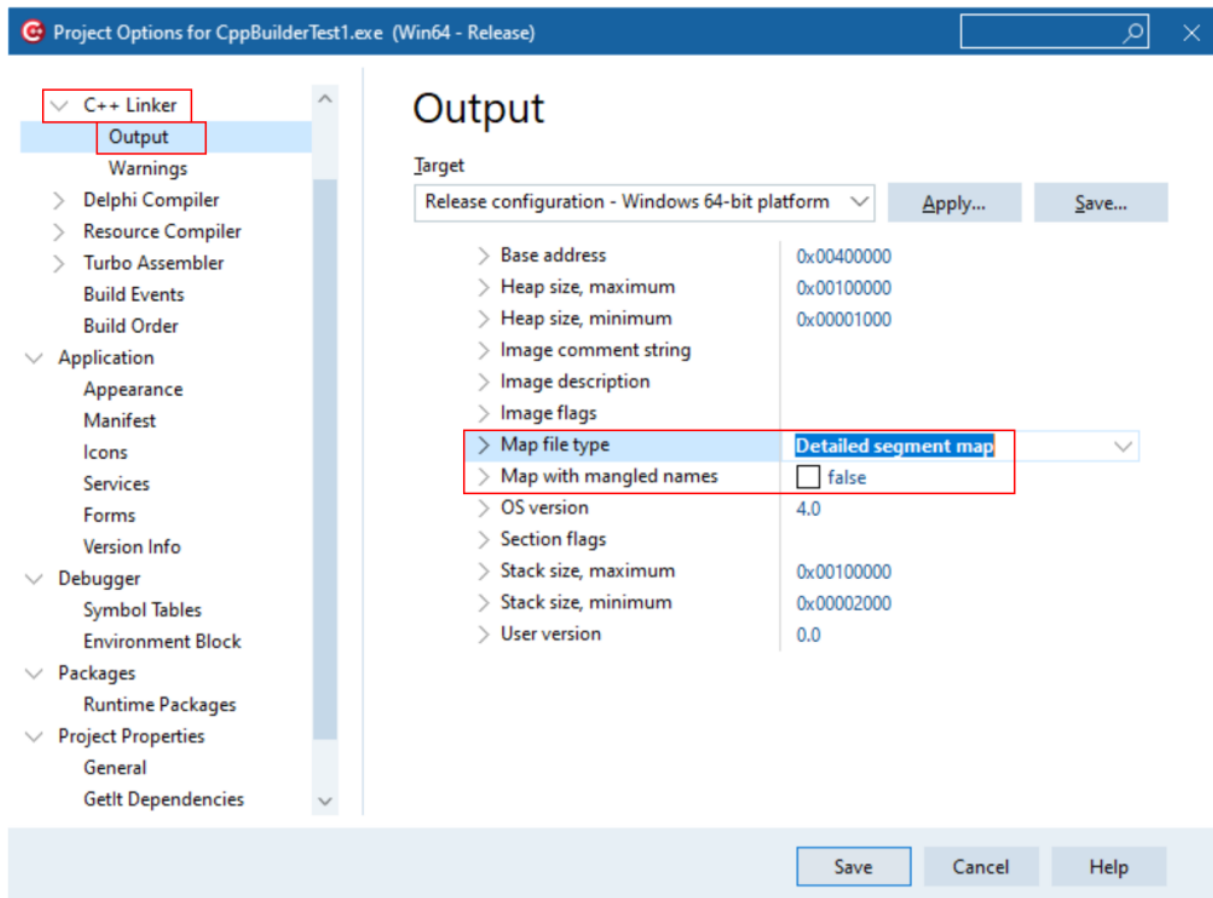 Project Options for CppBuilderTest1.exe (Win64 - Release)
C++ Linker
Output
Warnings
Delphi Compiler
Resource Compiler
Turbo Assembler
Build Events
Build Order
Application
Appearance
Manifest
Icons
Services
Forms
Version Info
Debugger
Symbol Tables
Environment Block
Packages
Runtime Packages
Project Properties
General
GetIt Dependencies
Output
Target
Release configuration - Windows 64-bit platform Apply... Save...
Base address 0x00400000
Heap size, maximum 0x00100000
Heap size, minimum 0x00001000
Image comment string
Image description
Image flags
Map file type Detailed segment map
Map with mangled names false
OS version 4.0
Section flags
Stack size, maximum 0x00100000
Stack size, minimum 0x00002000
User version 0.0
Save Cancel Help